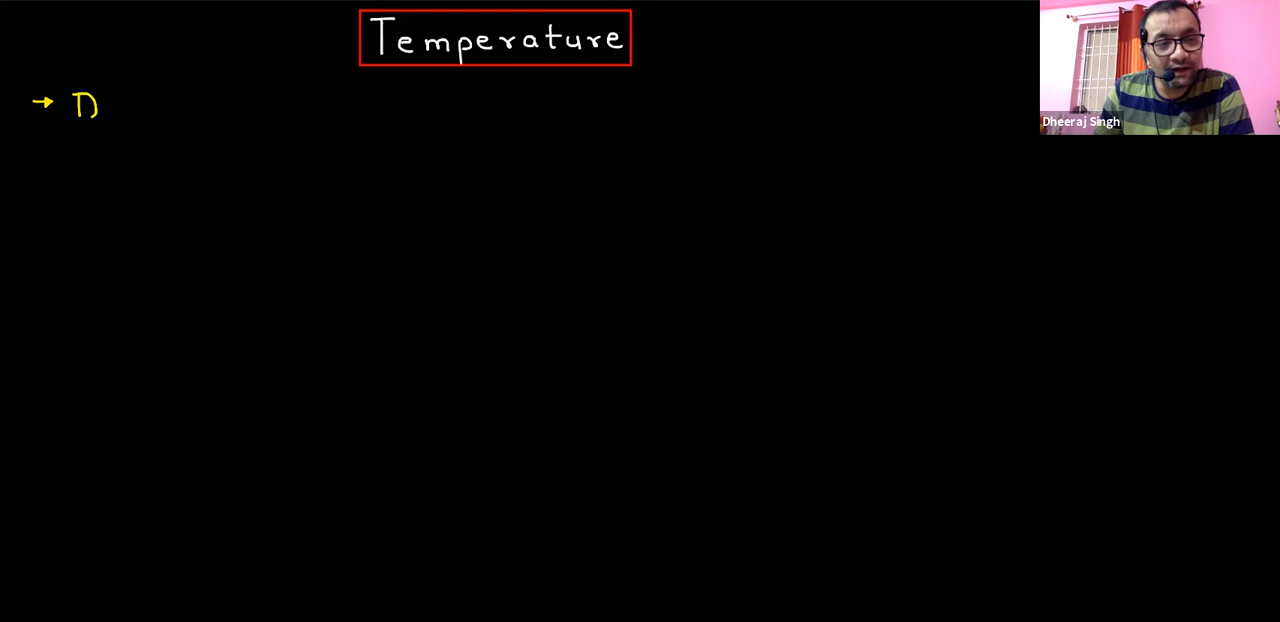 Temperature
→ D
Dheeraj Singh